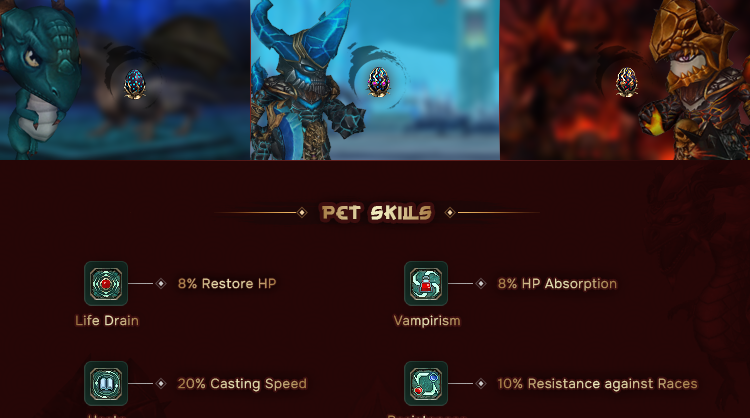 PET SKILLS
8% Restore HP
8% HP Absorption
Life Drain
Vampirism
20% Casting Speed
10% Resistance against Races